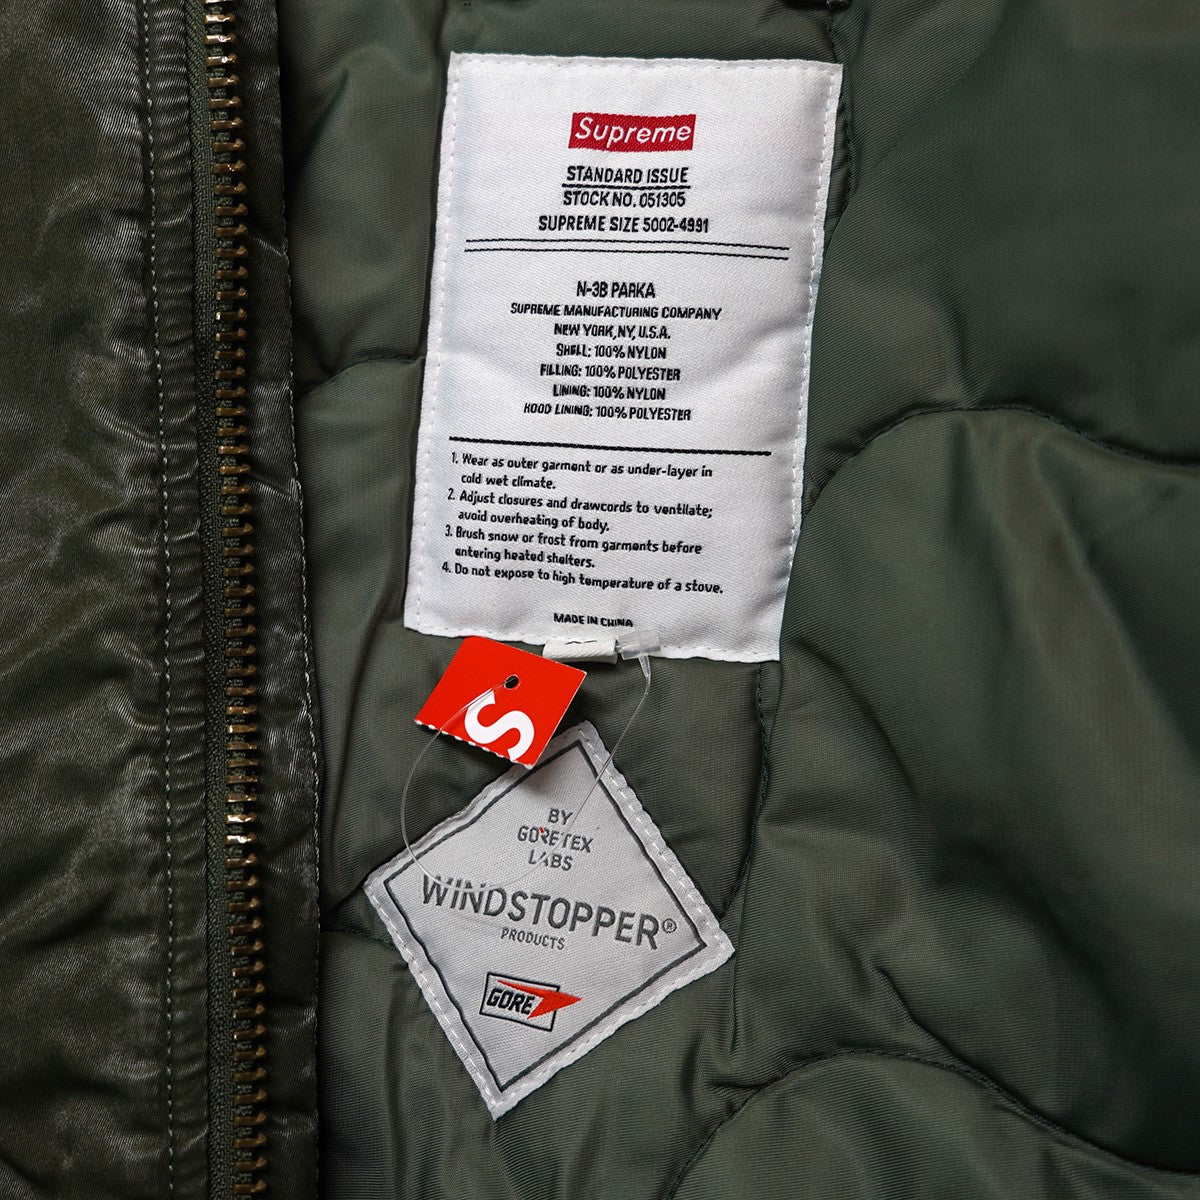 Supreme
STANDARD ISSUE
STOCK NO. 051305
SUPREME SIZE 5002-4991
N-3B PARKA
SUPREME MANUFACTURING COMPANY
NEW YORK, NY, U.S.A.
SHELL: 100% NYLON
FILLING: 100% POLYESTER
LINING: 100% NYLON
HOOD LINING: 100% POLYESTER
1. Wear as outer garment or as under-layer in
cold wet climate.
2. Adjust closures and drawcords to ventilate;
avoid overheating of body.
3. Brush snow or frost from garments before
entering heated shelters.
4. Do not expose to high temperature of a stove.
MADE IN CHINA
S
BY
GORETEX
LABS
WINDSTOPPER®
PRODUCTS
GORE